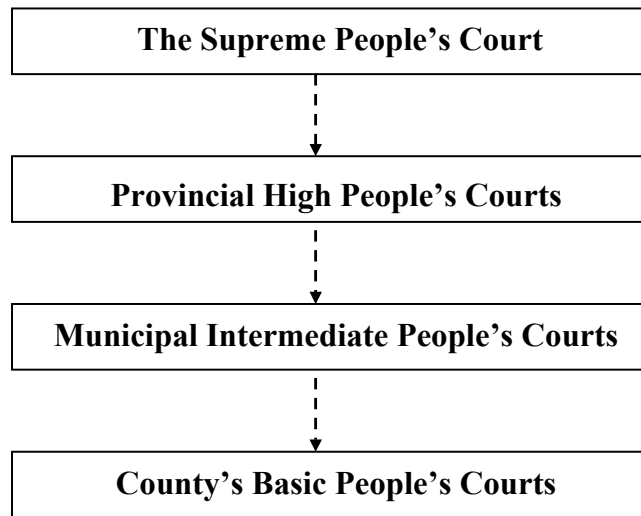 The Supreme People’s Court
Provincial High People’s Courts
Municipal Intermediate People’s Courts
County’s Basic People’s Courts